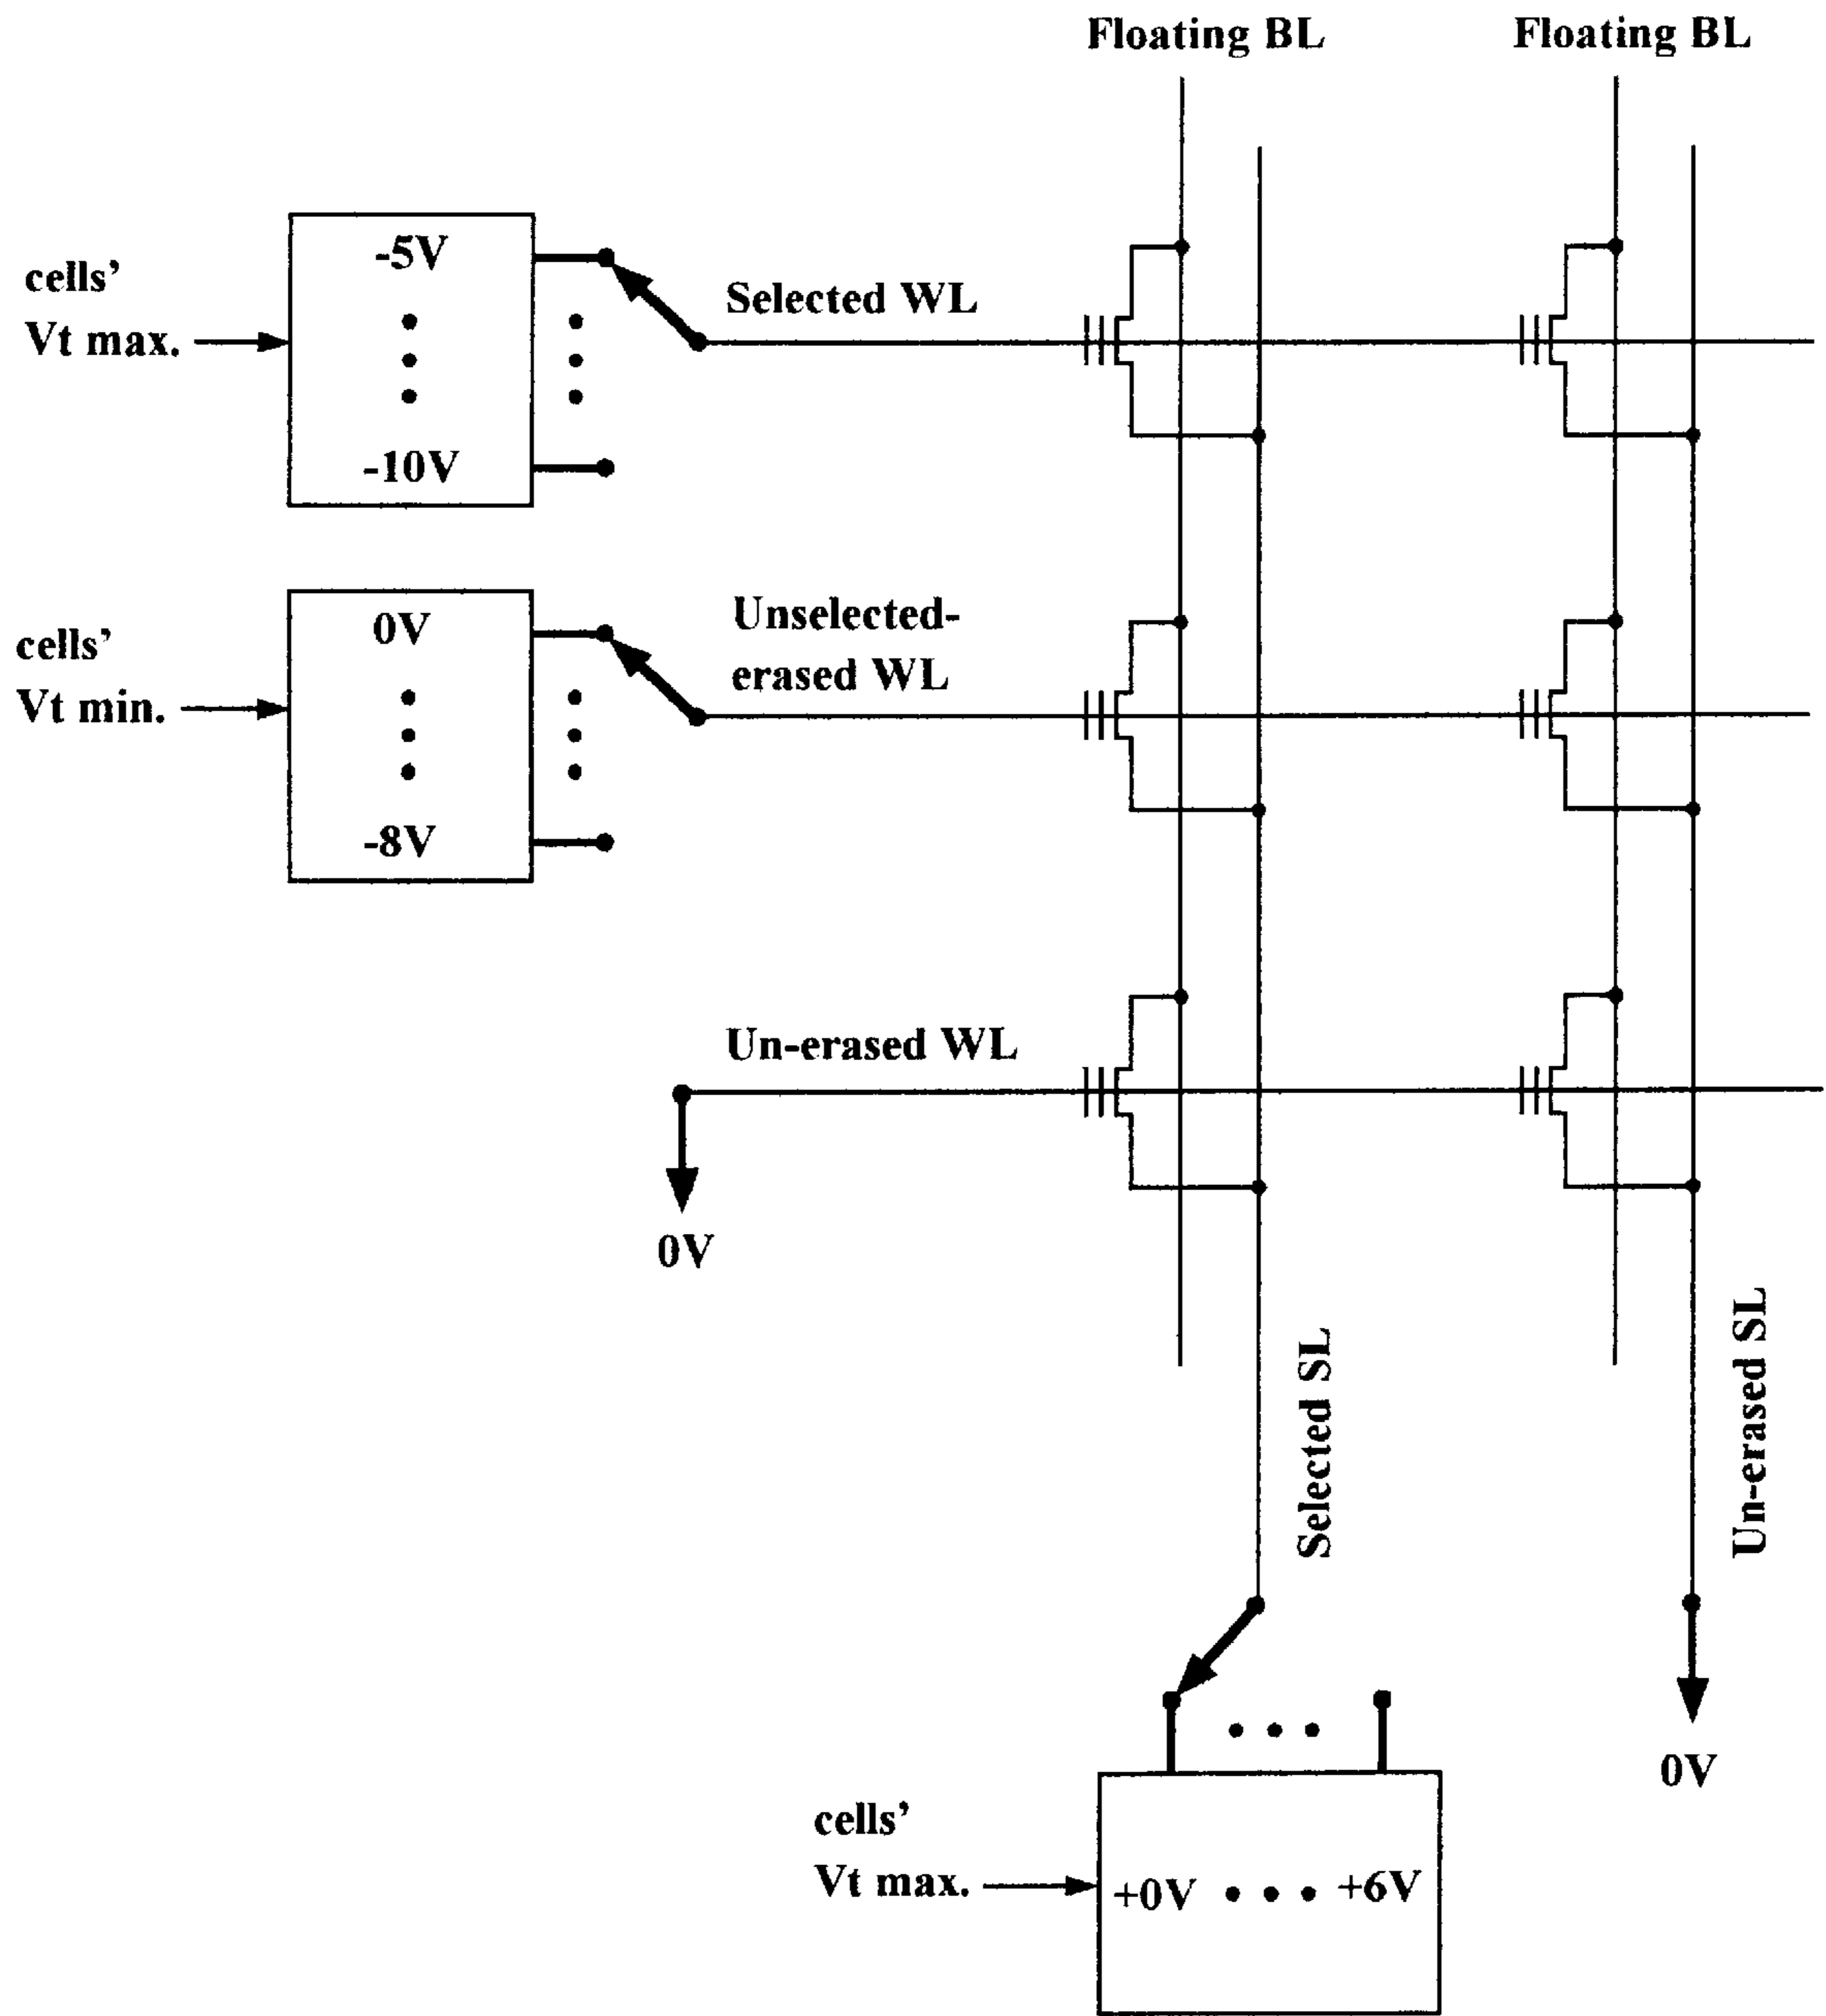 Floating BL
Floating BL
-5V
-10V
cells’
Vt max.
Selected WL
0V
-8V
cells’
Vt min.
Unselected-
erased WL
Un-erased WL
0V
Selected SL
Un-erased SL
0V
cells’
Vt max.
+0V • • • +6V